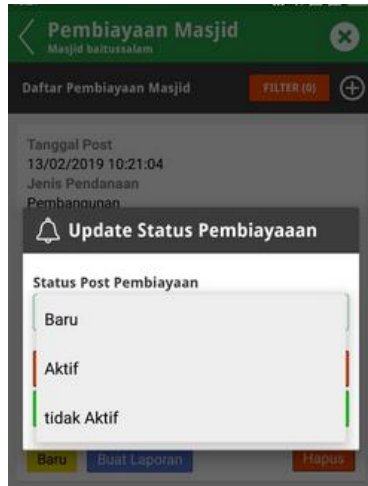 Pembiayaan Masjid
Masjid baitussalam
Daftar Pembiayaan Masjid
FILTER (0)
Tanggal Post
13/02/2019 10:21:04
Jenis Pendanaan
Pembangunan
Update Status Pembiayaaan
Status Post Pembiayaan
Baru
Aktif
tidak Aktif
Baru
Buat Laporan
Hapus